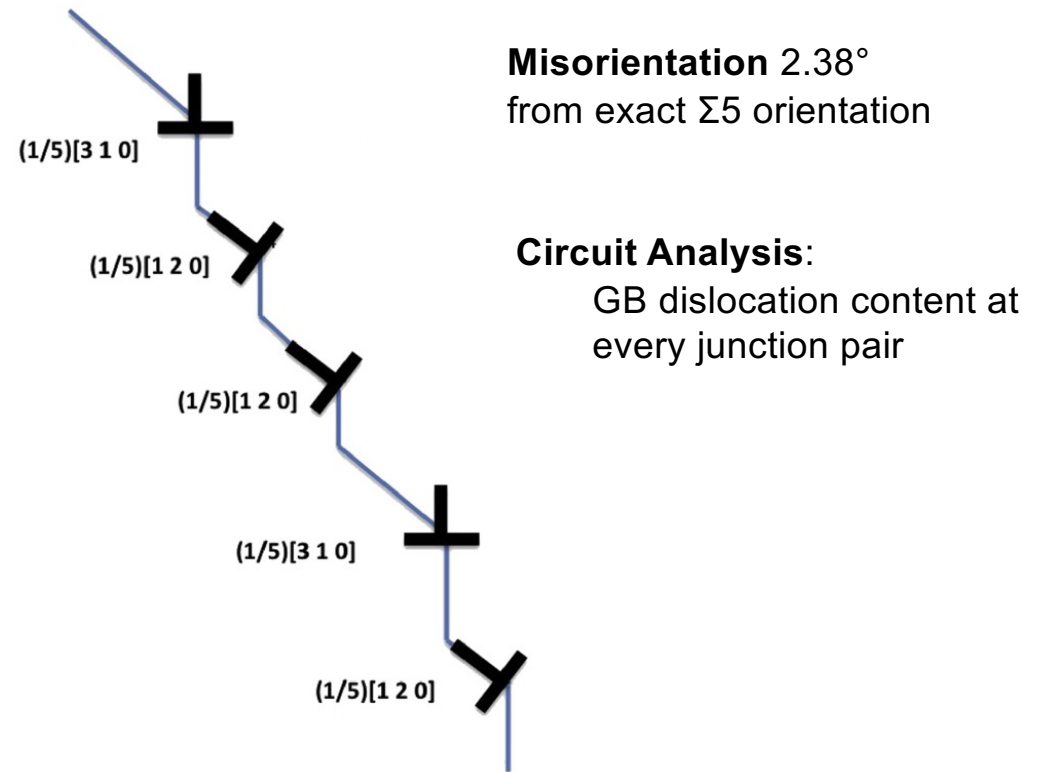 Misorientation 2.38°
from exact Σ5 orientation
(1/5)[3 1 0]
Circuit Analysis:
(1/5)[1 2 0]
GB dislocation content at
every junction pair
(1/5)[1 2 0]
(1/5)[3 1 0]
(1/5)[1 2 0]